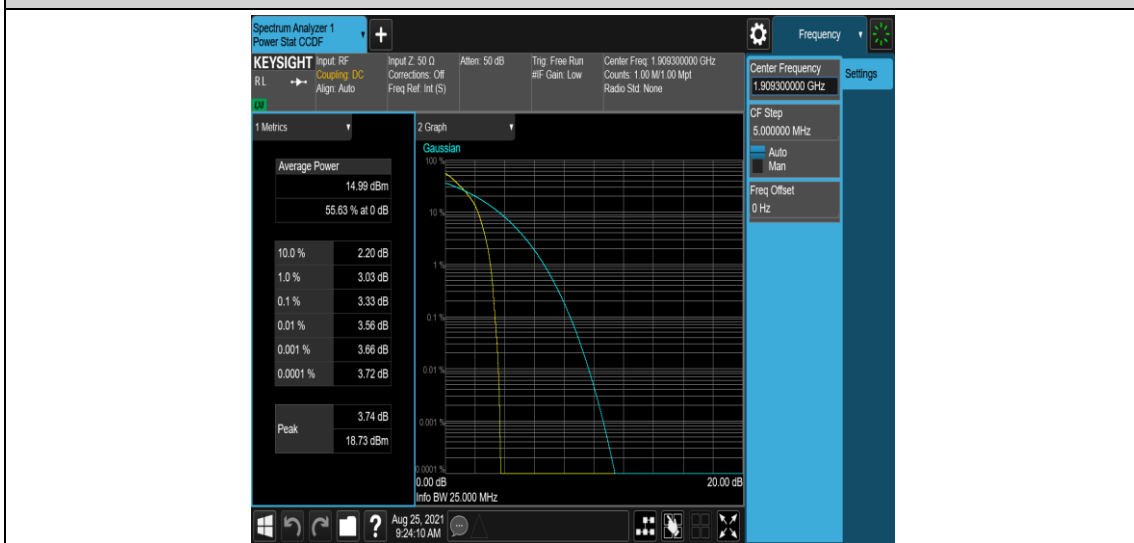 Spectrum Analyzer 1
Power Stat CCDF
+
Frequency
KEYSIGHT
RL
LXI
Input: RF
Coupling: DC
Align: Auto
Input Z: 50 Ω
Corrections: Off
Freq Ref: Int (S)
Atten: 50 dB
Trig: Free Run
#IF Gain: Low
Center Freq: 1.909300000 GHz
Counts: 1.00 M/1.00 Mpt
Radio Std: None
Center Frequency
1.909300000 GHz
Settings
CF Step
5.000000 MHz
Auto
Man
Freq Offset
0 Hz
1 Metrics
Average Power
14.99 dBm
55.63 % at 0 dB
10.0 % 2.20 dB
1.0 % 3.03 dB
0.1 % 3.33 dB
0.01 % 3.56 dB
0.001 % 3.66 dB
0.0001 % 3.72 dB
Peak
3.74 dB
18.73 dBm
2 Graph
Gaussian
100 %
10 %
1 %
0.1 %
0.01 %
0.001 %
0.0001 %
0.00 dB 20.00 dB
Info BW 25.000 MHz
?
Aug 25, 2021
9:24:10 AM